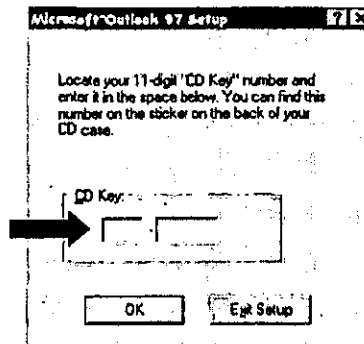 Microsoft Outlook 97 Setup
Locate your 11-digit "CD Key" number and
enter it in the space below. You can find this
number on the sticker on the back of your
CD case.
CD Key:
OK Exit Setup